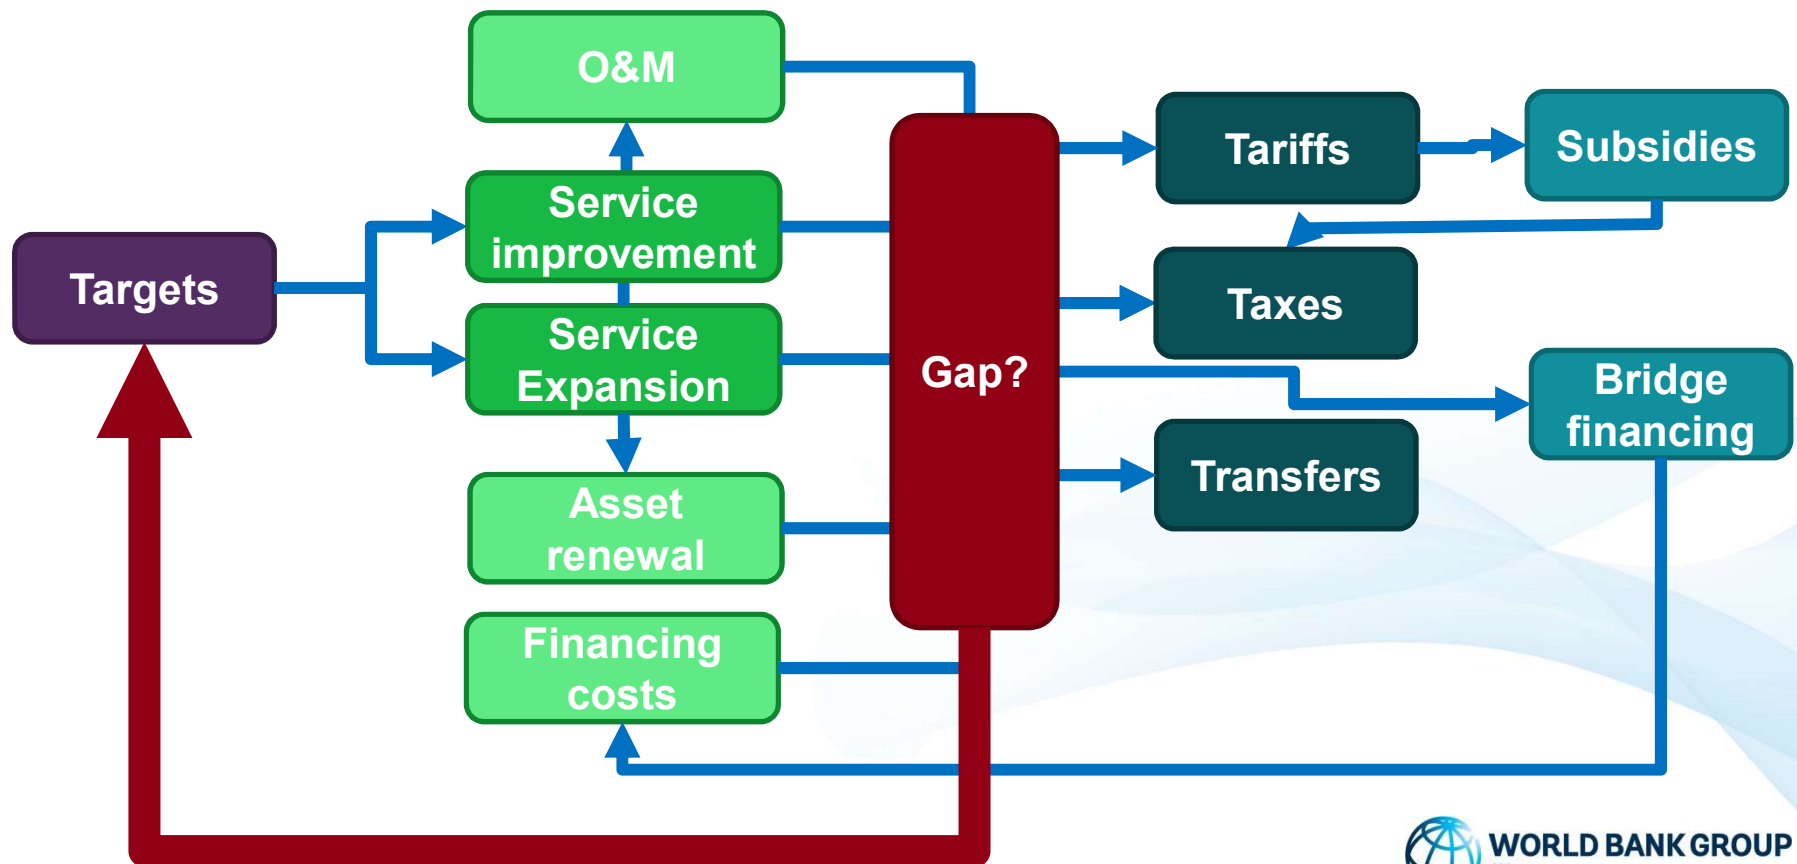 O&M
Service
improvement
Targets
Service
Expansion
Asset
renewal
Financing
costs
Gap?
Tariffs
Subsidies
Taxes
Bridge
financing
Transfers
WORLD BANK GROUP